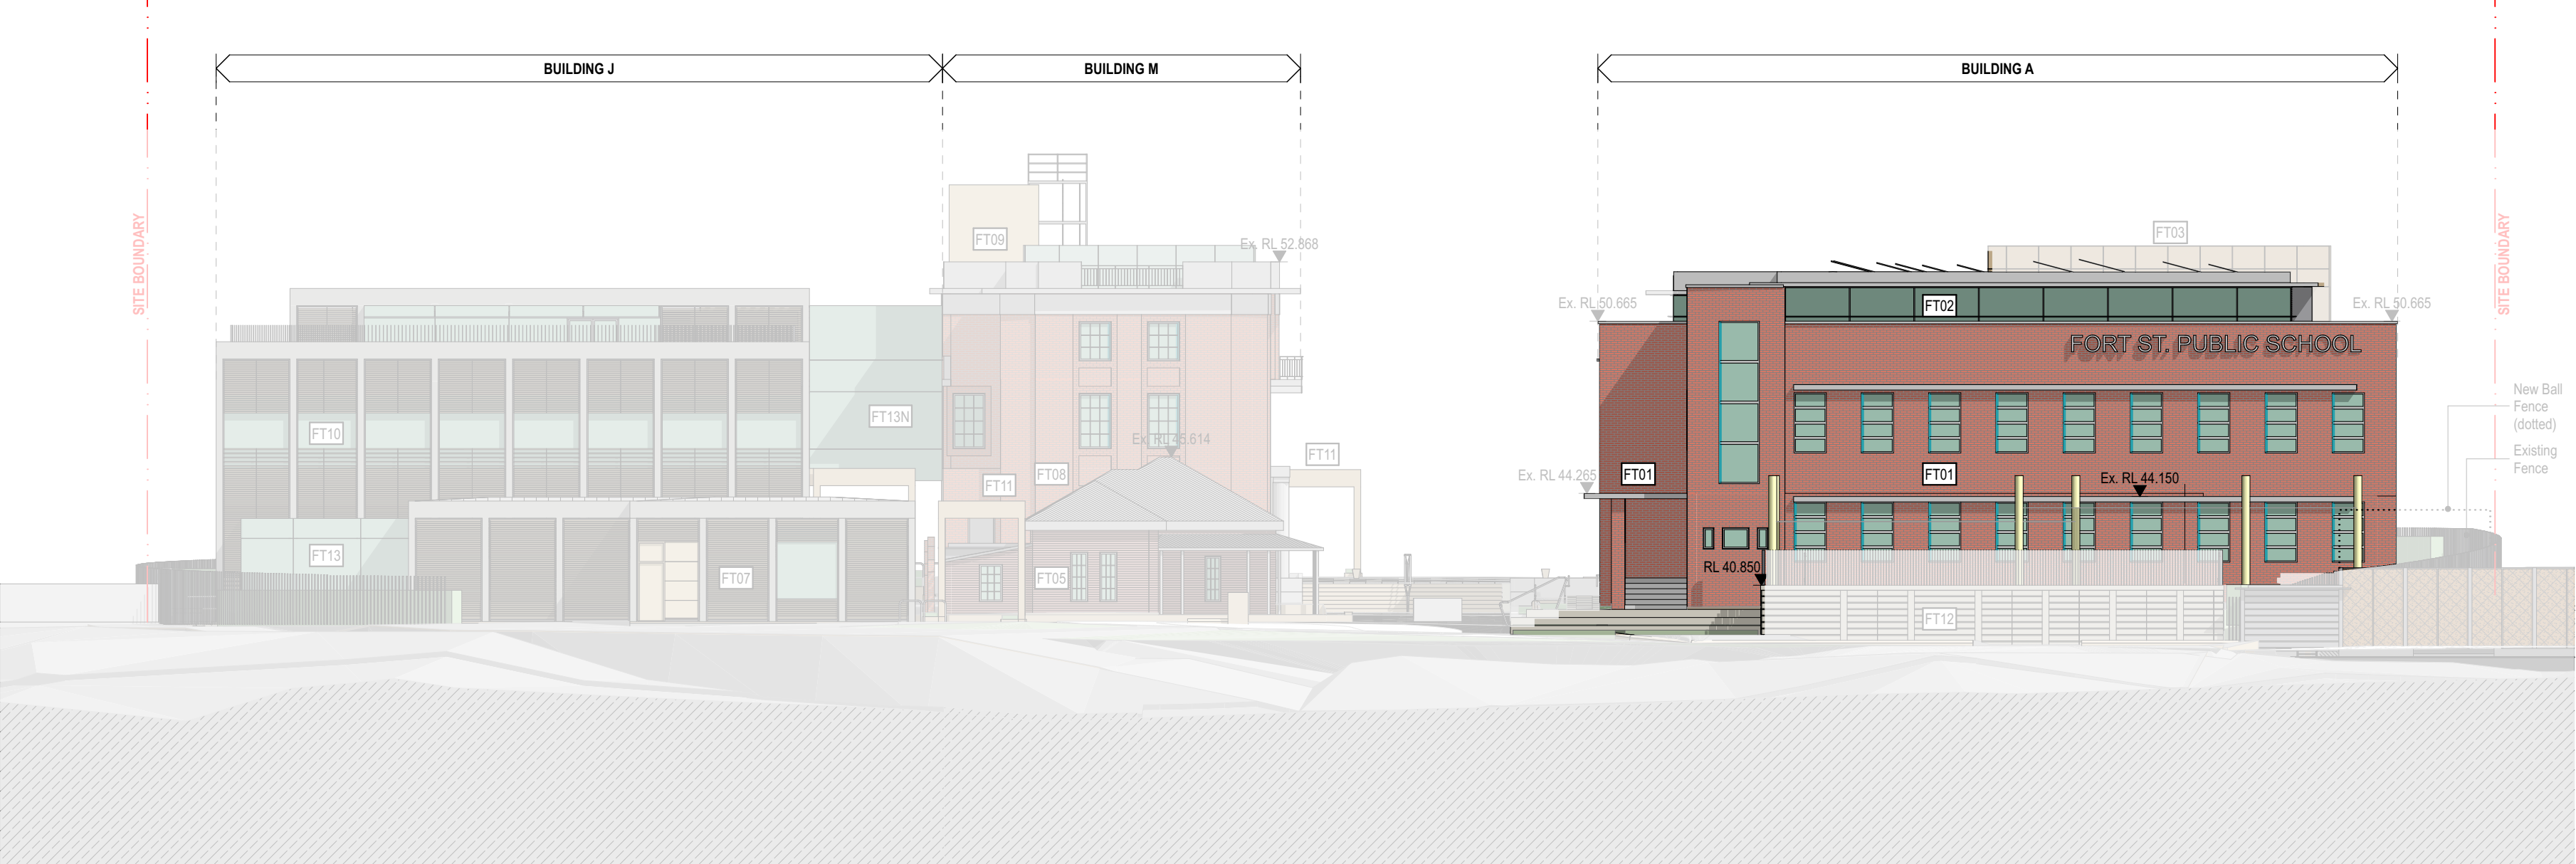 BUILDING J
BUILDING M
BUILDING A
SITE BOUNDARY
FT09
Ex. RL 52.868
FT03
SITE BOUNDARY
Ex. RL 50.665
FT02
Ex. RL 50.665
FORT ST. PUBLIC SCHOOL
New Ball
Fence
(dotted)
Existing
Fence
FT10
FT13N
Ex. RL 45.614
FT11
FT08
FT11
Ex. RL 44.265
FT01
FT01
Ex. RL 44.150
FT13
FT07
FT05
RL 40.850
FT12